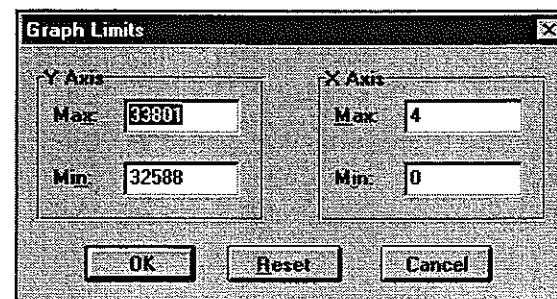 Graph Limits
Y Axis
Max: 33801
Min: 32588
X Axis
Max: 4
Min: 0
OK Reset Cancel